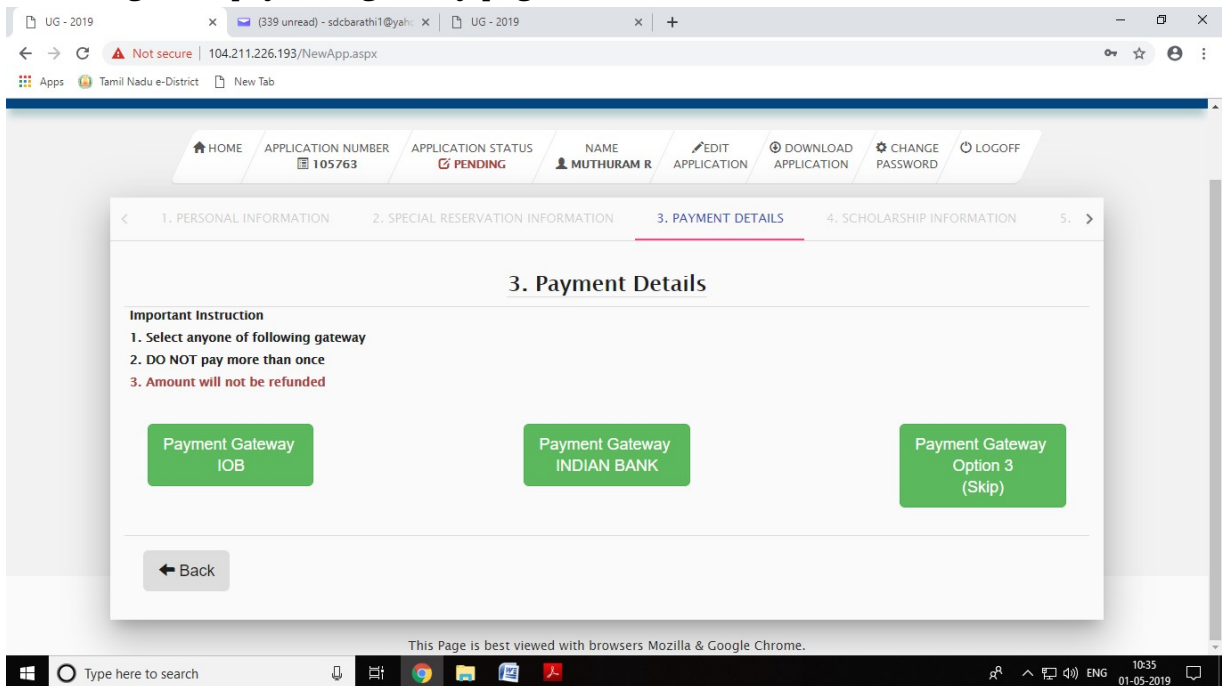 UG - 2019
(339 unread) - sdcbarathi1@yaho
UG - 2019
Not secure | 104.211.226.193/NewApp.aspx
Apps Tamil Nadu e-District New Tab
HOME
APPLICATION NUMBER
105763
APPLICATION STATUS
PENDING
NAME
MUTHURAM R
EDIT
APPLICATION
DOWNLOAD
APPLICATION
CHANGE
PASSWORD
LOGOFF
1. PERSONAL INFORMATION 2. SPECIAL RESERVATION INFORMATION 3. PAYMENT DETAILS 4. SCHOLARSHIP INFORMATION 5.
3. Payment Details
Important Instruction
1. Select anyone of following gateway
2. DO NOT pay more than once
3. Amount will not be refunded
Payment Gateway
IOB
Payment Gateway
INDIAN BANK
Payment Gateway
Option 3
(Skip)
Back
This Page is best viewed with browsers Mozilla & Google Chrome.
Type here to search
ENG
10:35
01-05-2019